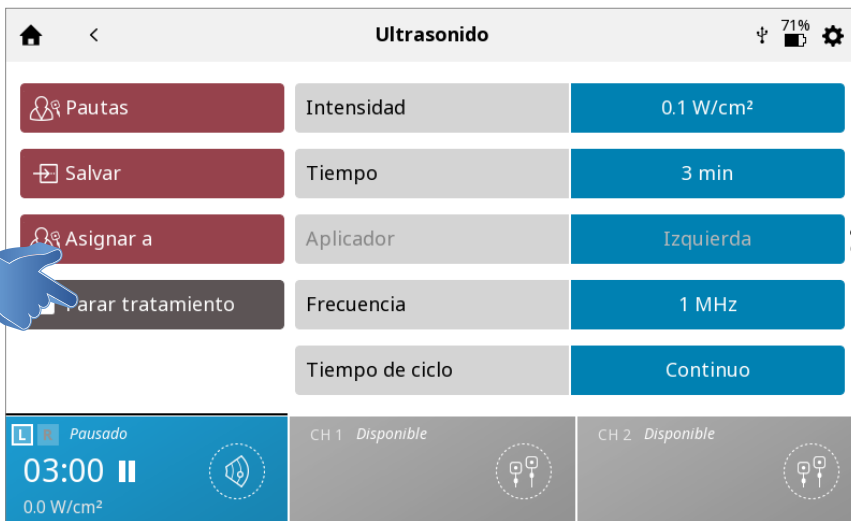 Ultrasonido
71%
Pautas
Intensidad 0.1 W/cm²
Salvar
Tiempo 3 min
Asignar a
Aplicador Izquierda
Parar tratamiento
Frecuencia 1 MHz
Tiempo de ciclo Continuo
L R Pausado
03:00
0.0 W/cm²
CH 1 Disponible
CH 2 Disponible